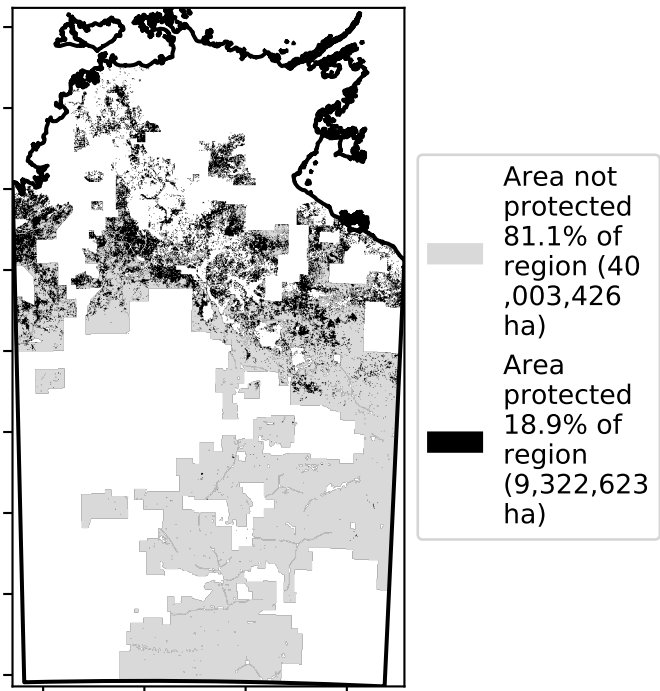 Area not
protected
81.1% of
region (40
,003,426
ha)
Area
protected
18.9% of
region
(9,322,623
ha)